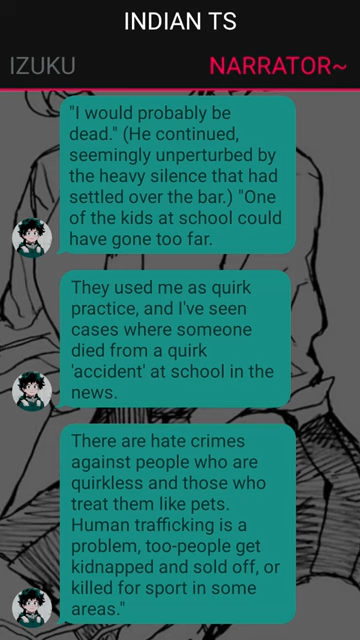 INDIAN TS
IZUKU
NARRATOR~
"I would probably be
dead." (He continued,
seemingly unperturbed by
the heavy silence that had
settled over the bar.) "One
of the kids at school could
have gone too far.
They used me as quirk
practice, and I've seen
cases where someone
died from a quirk
'accident' at school in the
news.
There are hate crimes
against people who are
quirkless and those who
treat them like pets.
Human trafficking is a
problem, too-people get
kidnapped and sold off, or
killed for sport in some
areas."